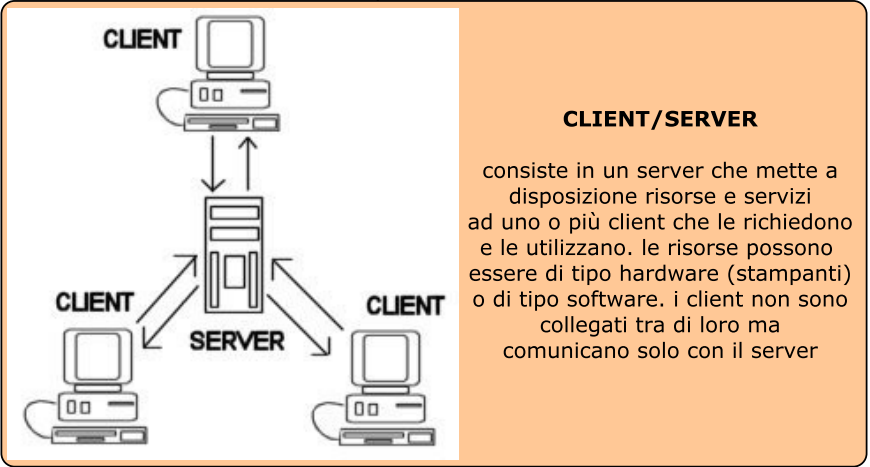 CLIENT
CLIENT
CLIENT
SERVER
CLIENT/SERVER
consiste in un server che mette a
disposizione risorse e servizi
ad uno o più client che le richiedono
e le utilizzano. le risorse possono
essere di tipo hardware (stampanti)
o di tipo software. i client non sono
collegati tra di loro ma
comunicano solo con il server